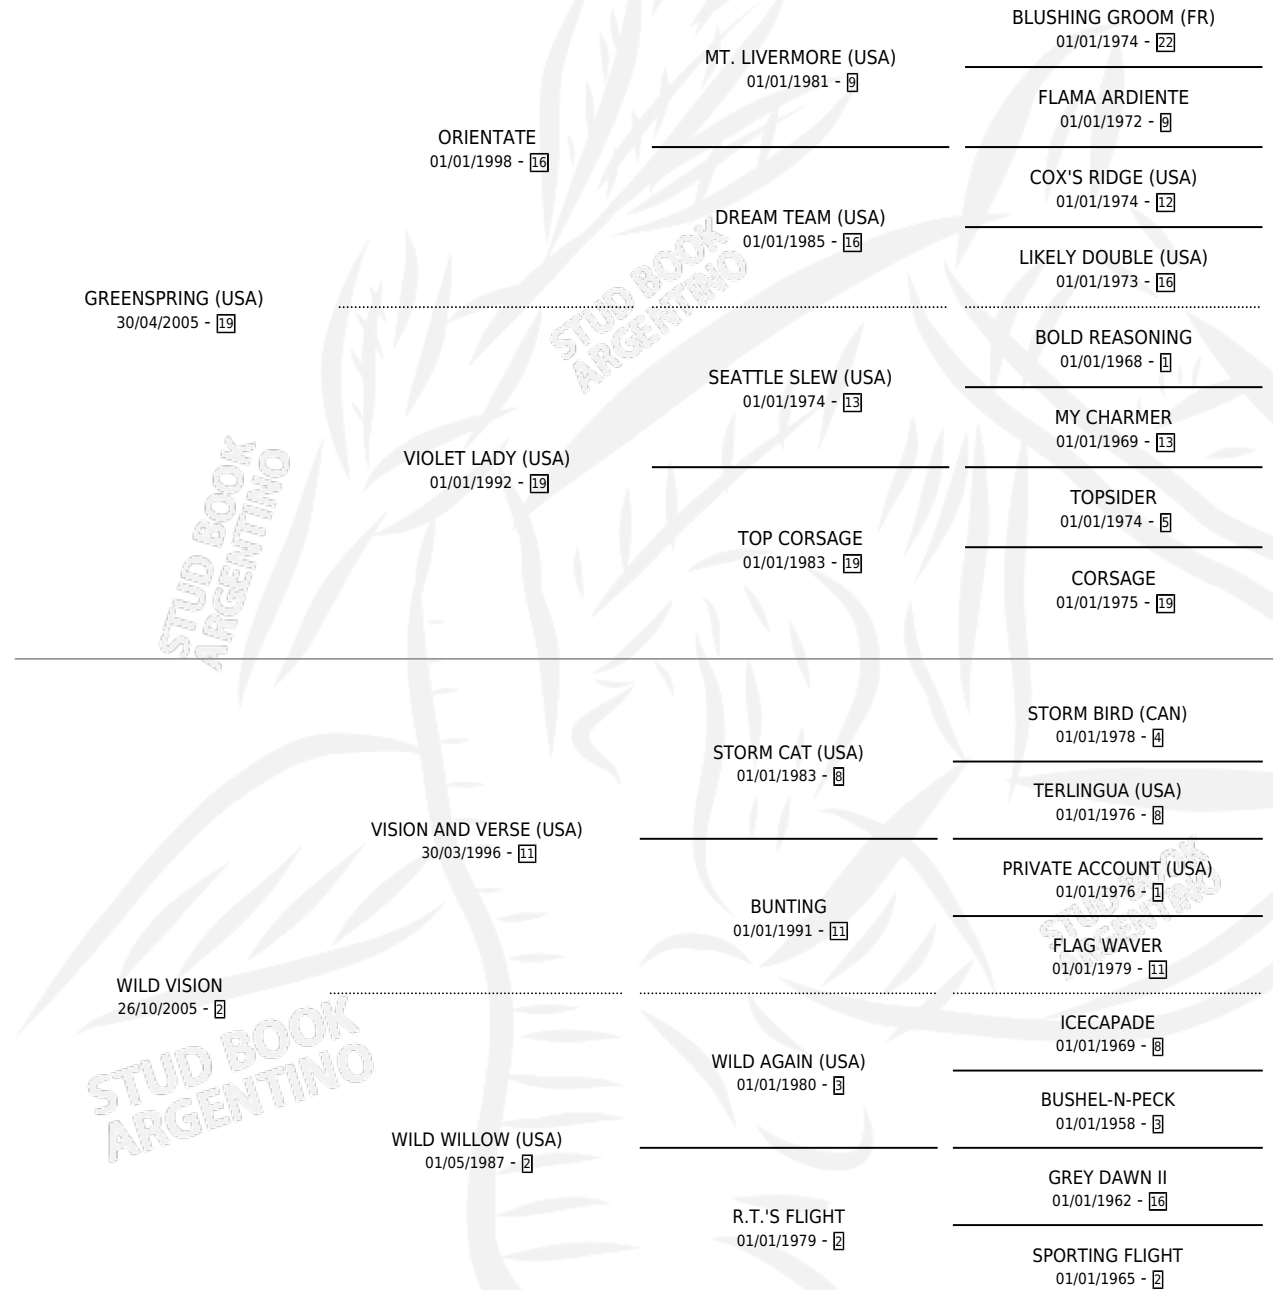 BLUSHING GROOM (FR)
01/01/1974 - 22
MT. LIVERMORE (USA)
01/01/1981 - 9
FLAMA ARDIENTE
01/01/1972 - 9
ORIENTATE
01/01/1998 - 16
COX'S RIDGE (USA)
01/01/1974 - 12
DREAM TEAM (USA)
01/01/1985 - 16
LIKELY DOUBLE (USA)
01/01/1973 - 16
GREENSPRING (USA)
30/04/2005 - 19
BOLD REASONING
01/01/1968 - 1
SEATTLE SLEW (USA)
01/01/1974 - 13
MY CHARMER
01/01/1969 - 13
VIOLET LADY (USA)
01/01/1992 - 19
TOPSIDER
01/01/1974 - 5
TOP CORSAGE
01/01/1983 - 19
CORSAGE
01/01/1975 - 19
STORM BIRD (CAN)
01/01/1978 - 4
STORM CAT (USA)
01/01/1983 - 8
TERLINGUA (USA)
01/01/1976 - 8
VISION AND VERSE (USA)
30/03/1996 - 11
PRIVATE ACCOUNT (USA)
01/01/1976 - 1
BUNTING
01/01/1991 - 11
FLAG WAVER
01/01/1979 - 11
WILD VISION
26/10/2005 - 2
ICECAPADE
01/01/1969 - 8
WILD AGAIN (USA)
01/01/1980 - 3
BUSHEL-N-PECK
01/01/1958 - 3
WILD WILLOW (USA)
01/05/1987 - 2
GREY DAWN II
01/01/1962 - 16
R.T.'S FLIGHT
01/01/1979 - 2
SPORTING FLIGHT
01/01/1965 - 2
STUD BOOK
ARGENTINO
STUD BOOK
ARGENTINO
STUD BOOK
ARGENTINO
STUD BOOK
ARGENTINO